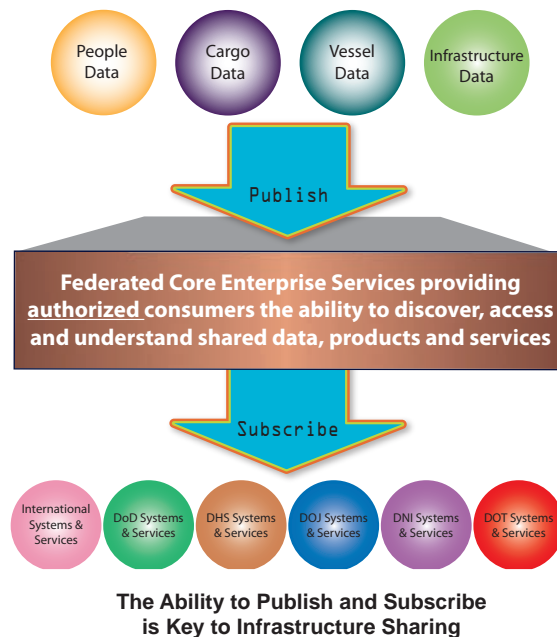 People
Data
Cargo
Data
Vessel
Data
Infrastructure
Data
Publish
Federated Core Enterprise Services providing
authorized consumers the ability to discover, access
and understand shared data, products and services
Subscribe
International
Systems &
Services
DoD Systems
& Services
DHS Systems
& Services
DOJ Systems
& Services
DNI Systems
& Services
DOT Systems
& Services
The Ability to Publish and Subscribe
is Key to Infrastructure Sharing